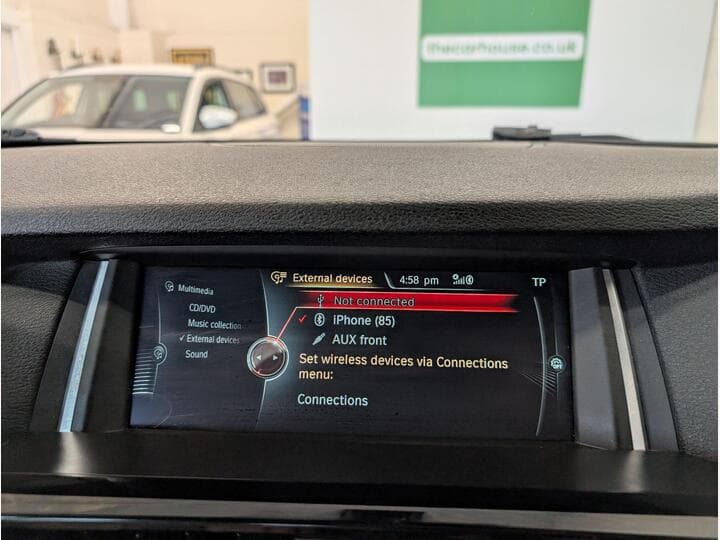 thecarhouse.co.uk
External devices
4:58 pm
TP
Multimedia
CD/DVD
Music collection
External devices
Sound
Not connected
iPhone (85)
AUX front
Set wireless devices via Connections
menu:
Connections